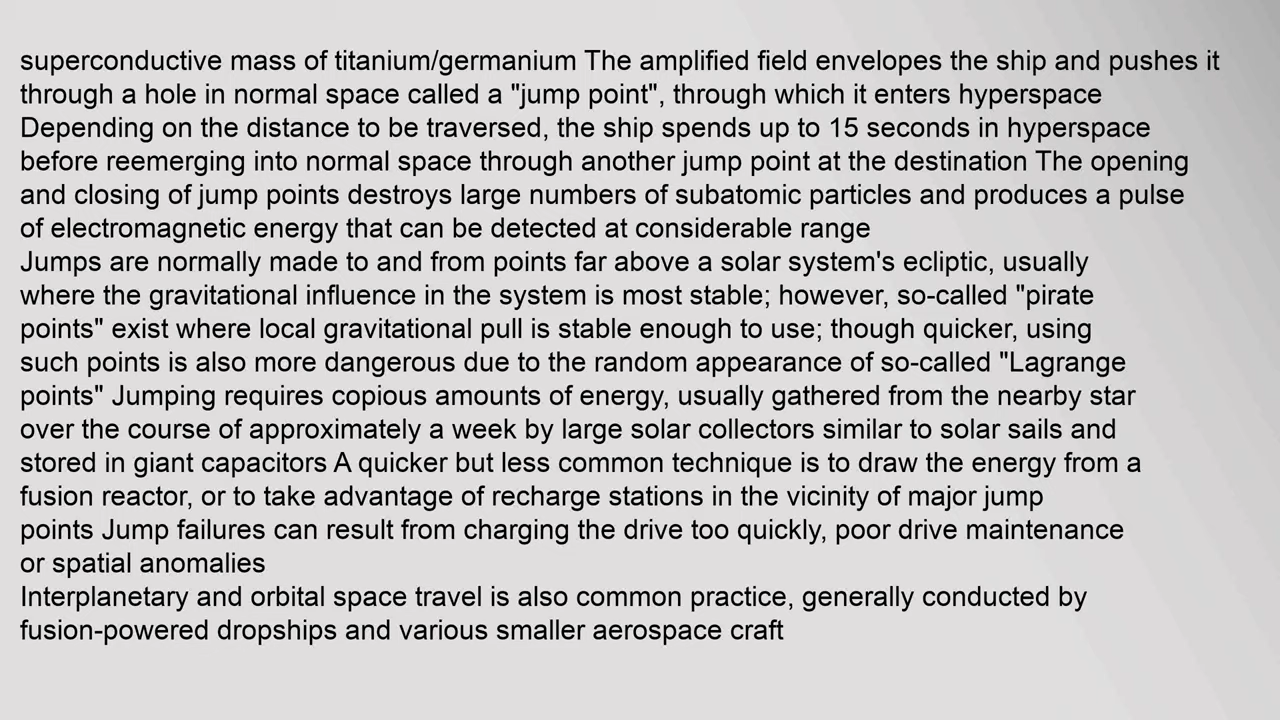 superconductive mass of titanium/germanium The amplified field envelopes the ship and pushes it
through a hole in normal space called a "jump point", through which it enters hyperspace
Depending on the distance to be traversed, the ship spends up to 15 seconds in hyperspace
before reemerging into normal space through another jump point at the destination The opening
and closing of jump points destroys large numbers of subatomic particles and produces a pulse
of electromagnetic energy that can be detected at considerable range
Jumps are normally made to and from points far above a solar system's ecliptic, usually
where the gravitational influence in the system is most stable; however, so-called "pirate
points" exist where local gravitational pull is stable enough to use; though quicker, using
such points is also more dangerous due to the random appearance of so-called "Lagrange
points" Jumping requires copious amounts of energy, usually gathered from the nearby star
over the course of approximately a week by large solar collectors similar to solar sails and
stored in giant capacitors A quicker but less common technique is to draw the energy from a
fusion reactor, or to take advantage of recharge stations in the vicinity of major jump
points Jump failures can result from charging the drive too quickly, poor drive maintenance
or spatial anomalies
Interplanetary and orbital space travel is also common practice, generally conducted by
fusion-powered dropships and various smaller aerospace craft